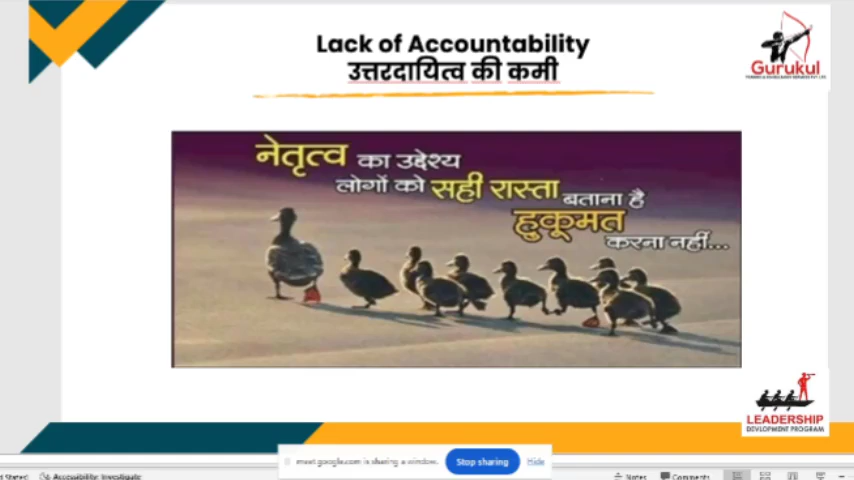 Lack of Accountability
उत्तरदायित्व की कमी
Gurukul
नेतृत्व का उद्देश्य
लोगों को सही रास्ता बताना है
हुकूमत
करना नहीं...
LEADERSHIP
DEVLOPMENT PROGRAM
meet.google.com is sharing a window.
Stop sharing
Hide
Accessibility: Investigate
Notes
Comments